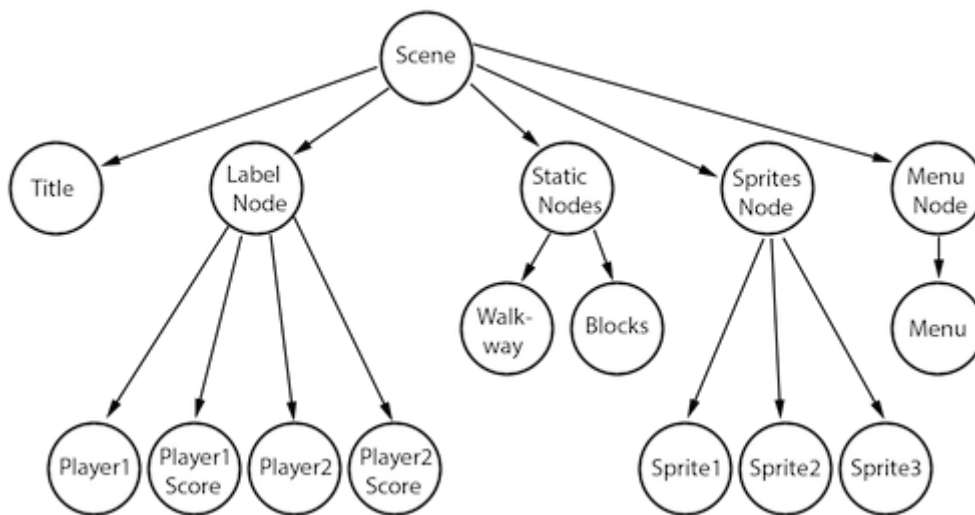 Scene
Title
Label
Node
Static
Nodes
Sprites
Node
Menu
Node
Walk-
way
Blocks
Menu
Player1
Player1
Score
Player2
Player2
Score
Sprite1
Sprite2
Sprite3